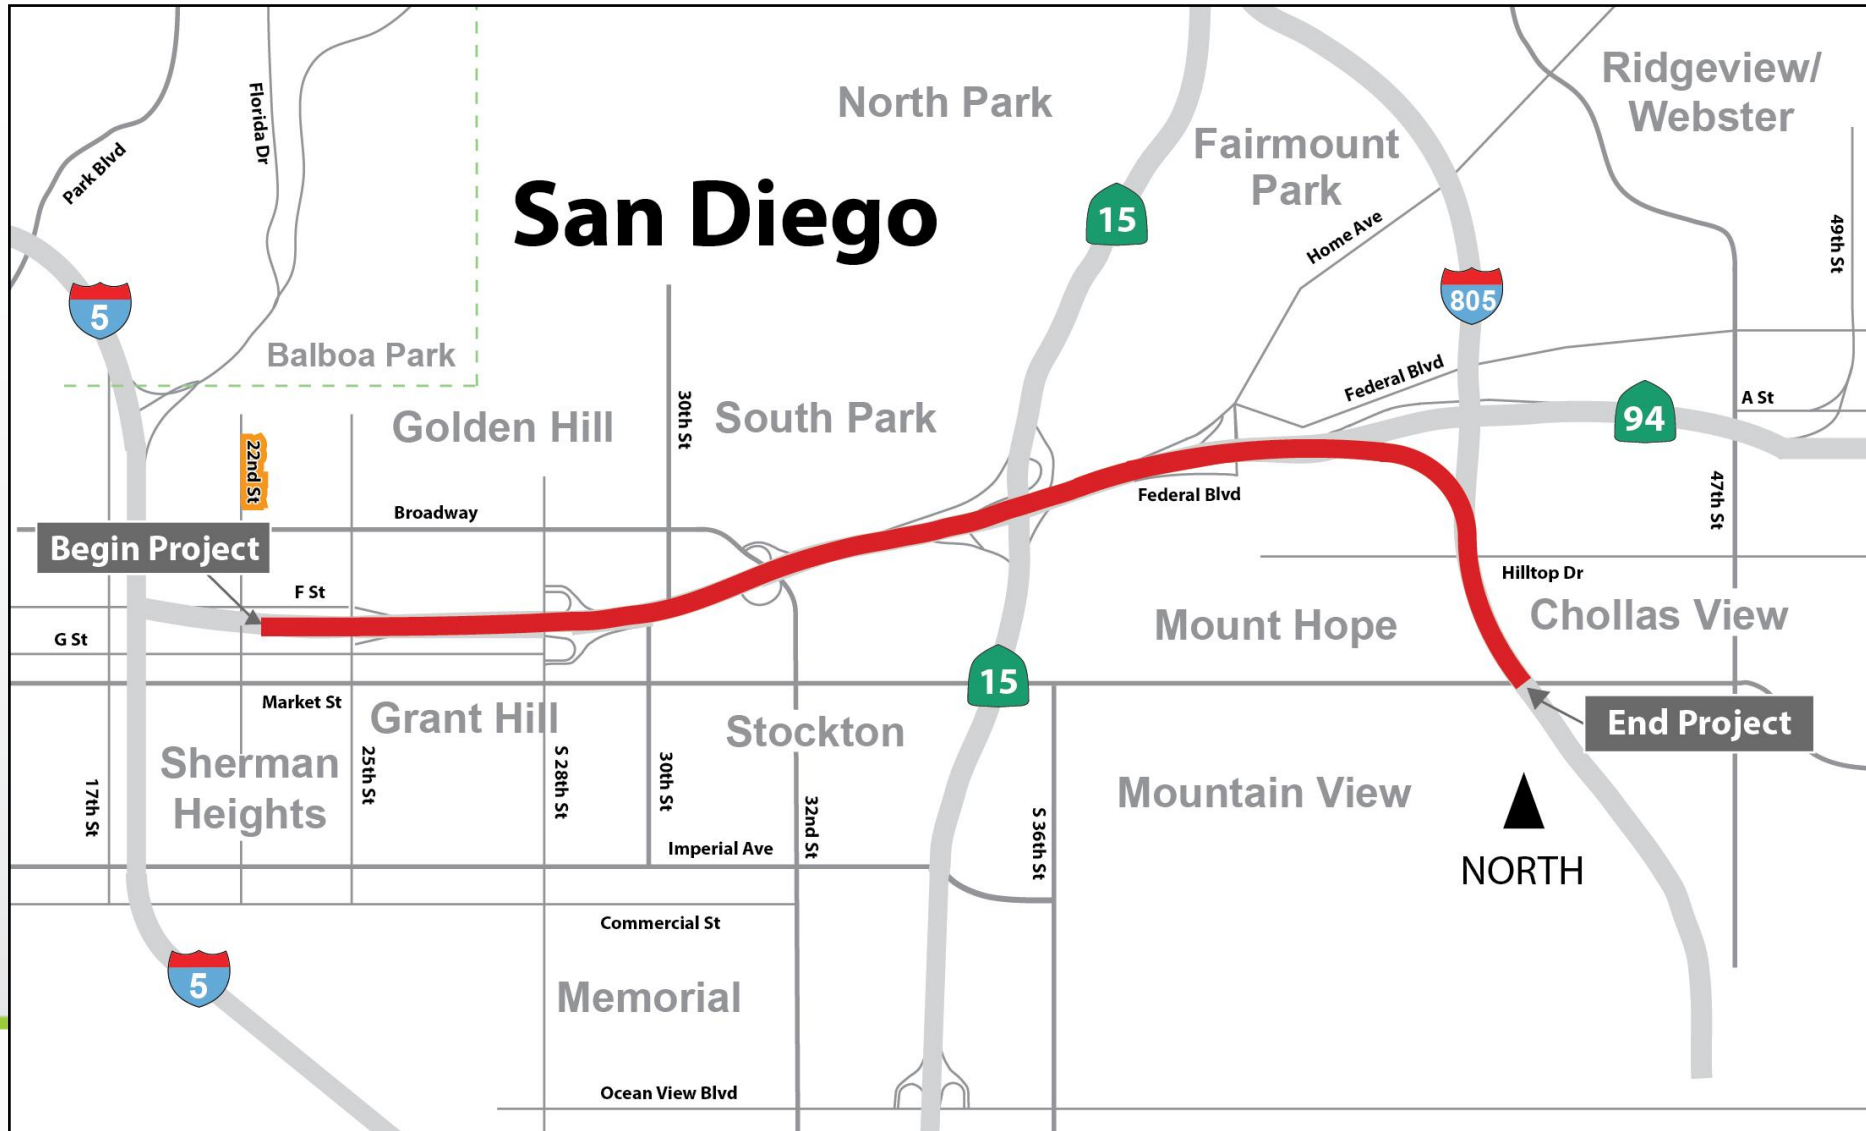 Ridgeview/
Webster
North Park
Fairmount
Park
Florida Dr
Park Blvd
San Diego
15
Home Ave
49th St
5
805
Balboa Park
Federal Blvd
A St
30th St
South Park
94
Golden Hill
22nd St
47th St
Federal Blvd
Broadway
Begin Project
Hilltop Dr
F St
Chollas View
Mount Hope
G St
15
Market St
Grant Hill
Stockton
End Project
Sherman
Heights
25th St
S 28th St
30th St
Mountain View
17th St
32nd St
S 36th St
Imperial Ave
NORTH
Commercial St
5
Memorial
Ocean View Blvd